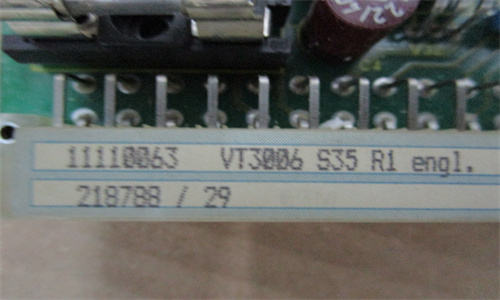 11110063 VT3006 S35 R1 engl.
218788 / 29